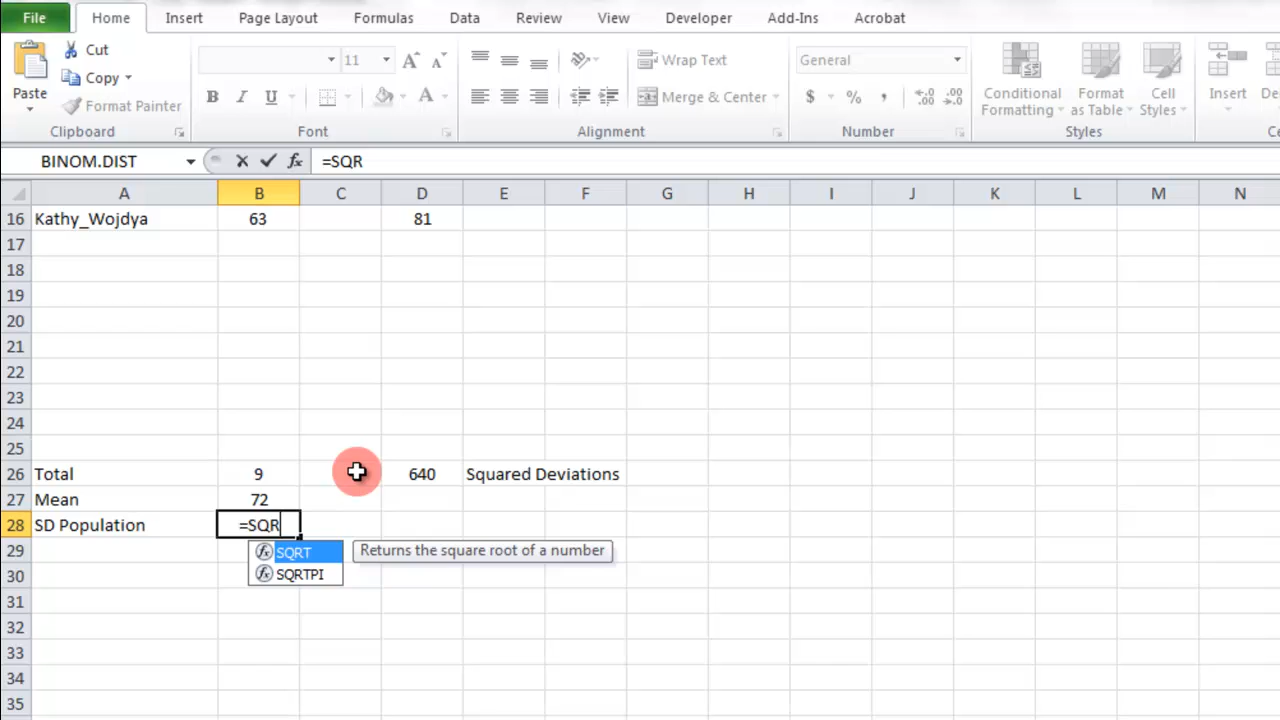 File Home Insert Page Layout Formulas Data Review View Developer Add-Ins Acrobat
Paste
Cut
Copy
Format Painter
11
A A
B I U A
Wrap Text
Merge & Center
General
$ % ,
Conditional Formatting
Format as Table
Cell Styles
Insert
Clipboard Font Alignment Number Styles
BINOM.DIST fx =SQR
A B C D E F G H I J K L M N
16 Kathy_Wojdya 63 81
17
18
19
20
21
22
23
24
25
26 Total 9 640 Squared Deviations
27 Mean 72
28 SD Population =SQR
29 SQRT Returns the square root of a number
30 SQRTPI
31
32
33
34
35